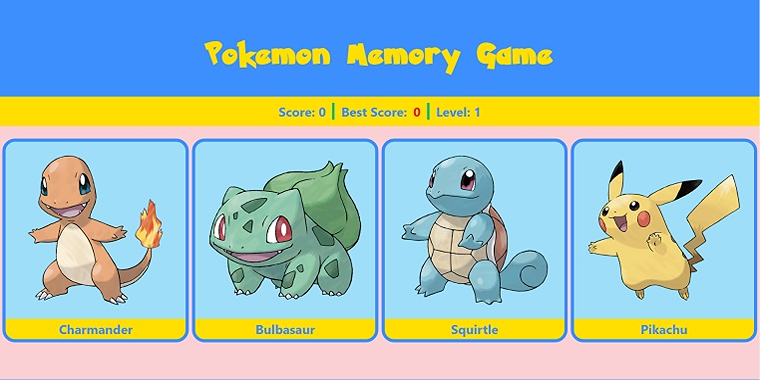 Pokemon Memory Game
Score: 0 | Best Score: 0 | Level: 1
Charmander
Bulbasaur
Squirtle
Pikachu